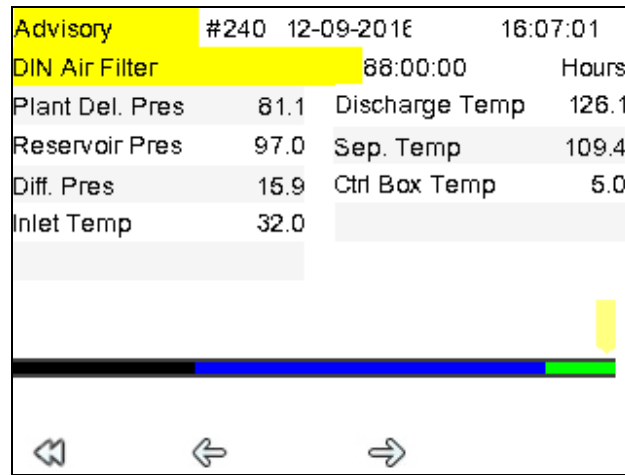 Advisory #240 12-09-2016 16:07:01
DIN Air Filter 88:00:00 Hours
Plant Del. Pres 81.1 Discharge Temp 126.1
Reservoir Pres 97.0 Sep. Temp 109.4
Diff. Pres 15.9 Ctrl Box Temp 5.0
Inlet Temp 32.0